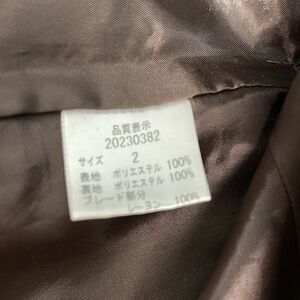 品質表示
20230382
サイズ 2
表地 ポリエステル 100%
裏地 ポリエステル 100%
ブレード部分
レーヨン 100%